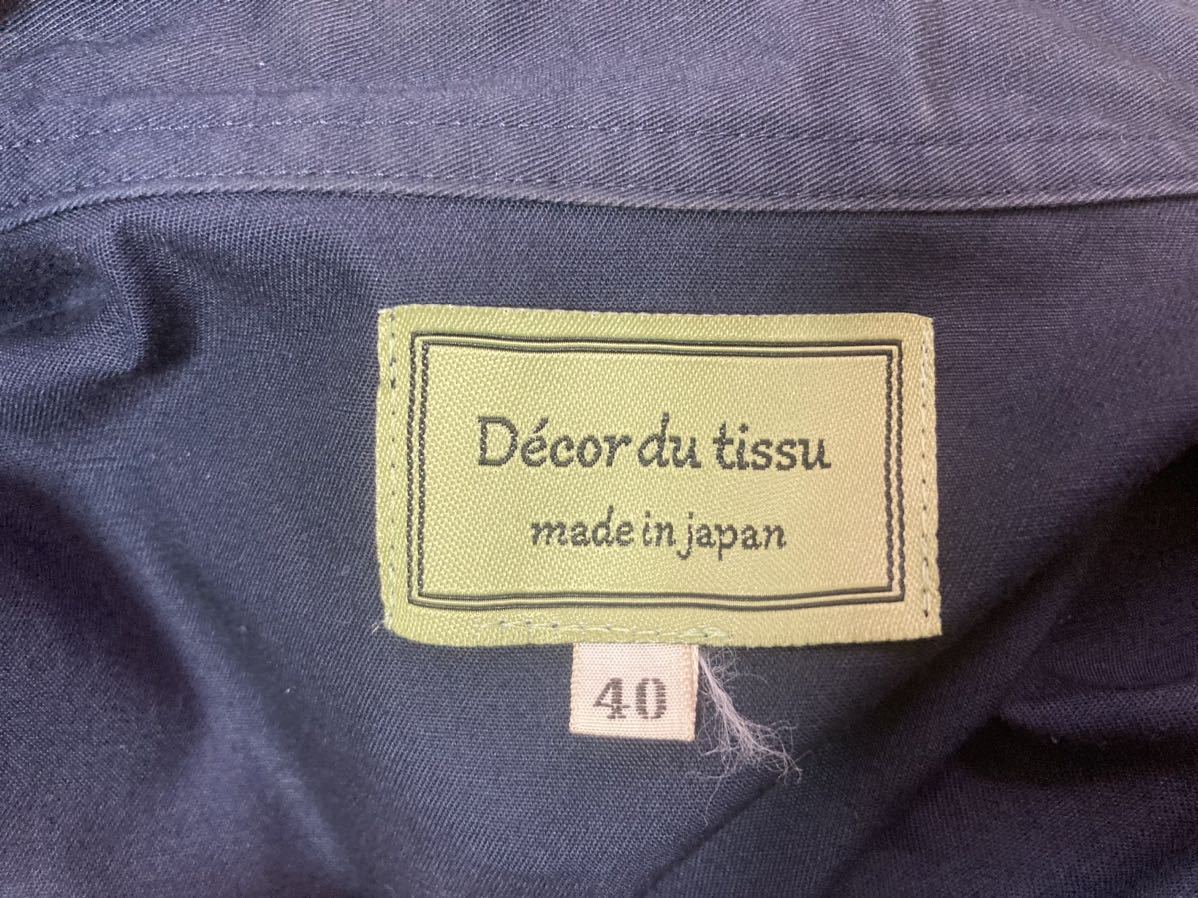 Décor du tissu
made in japan
40